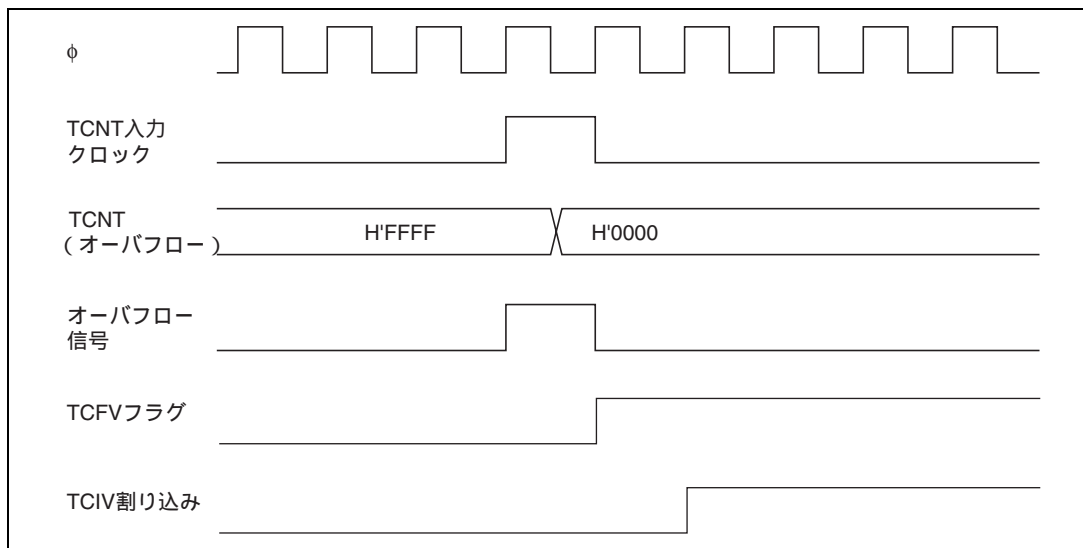 φ
TCNT入力
クロック
TCNT
(オーバフロー)
H'FFFF
H'0000
オーバフロー
信号
TCFVフラグ
TCIV割り込み